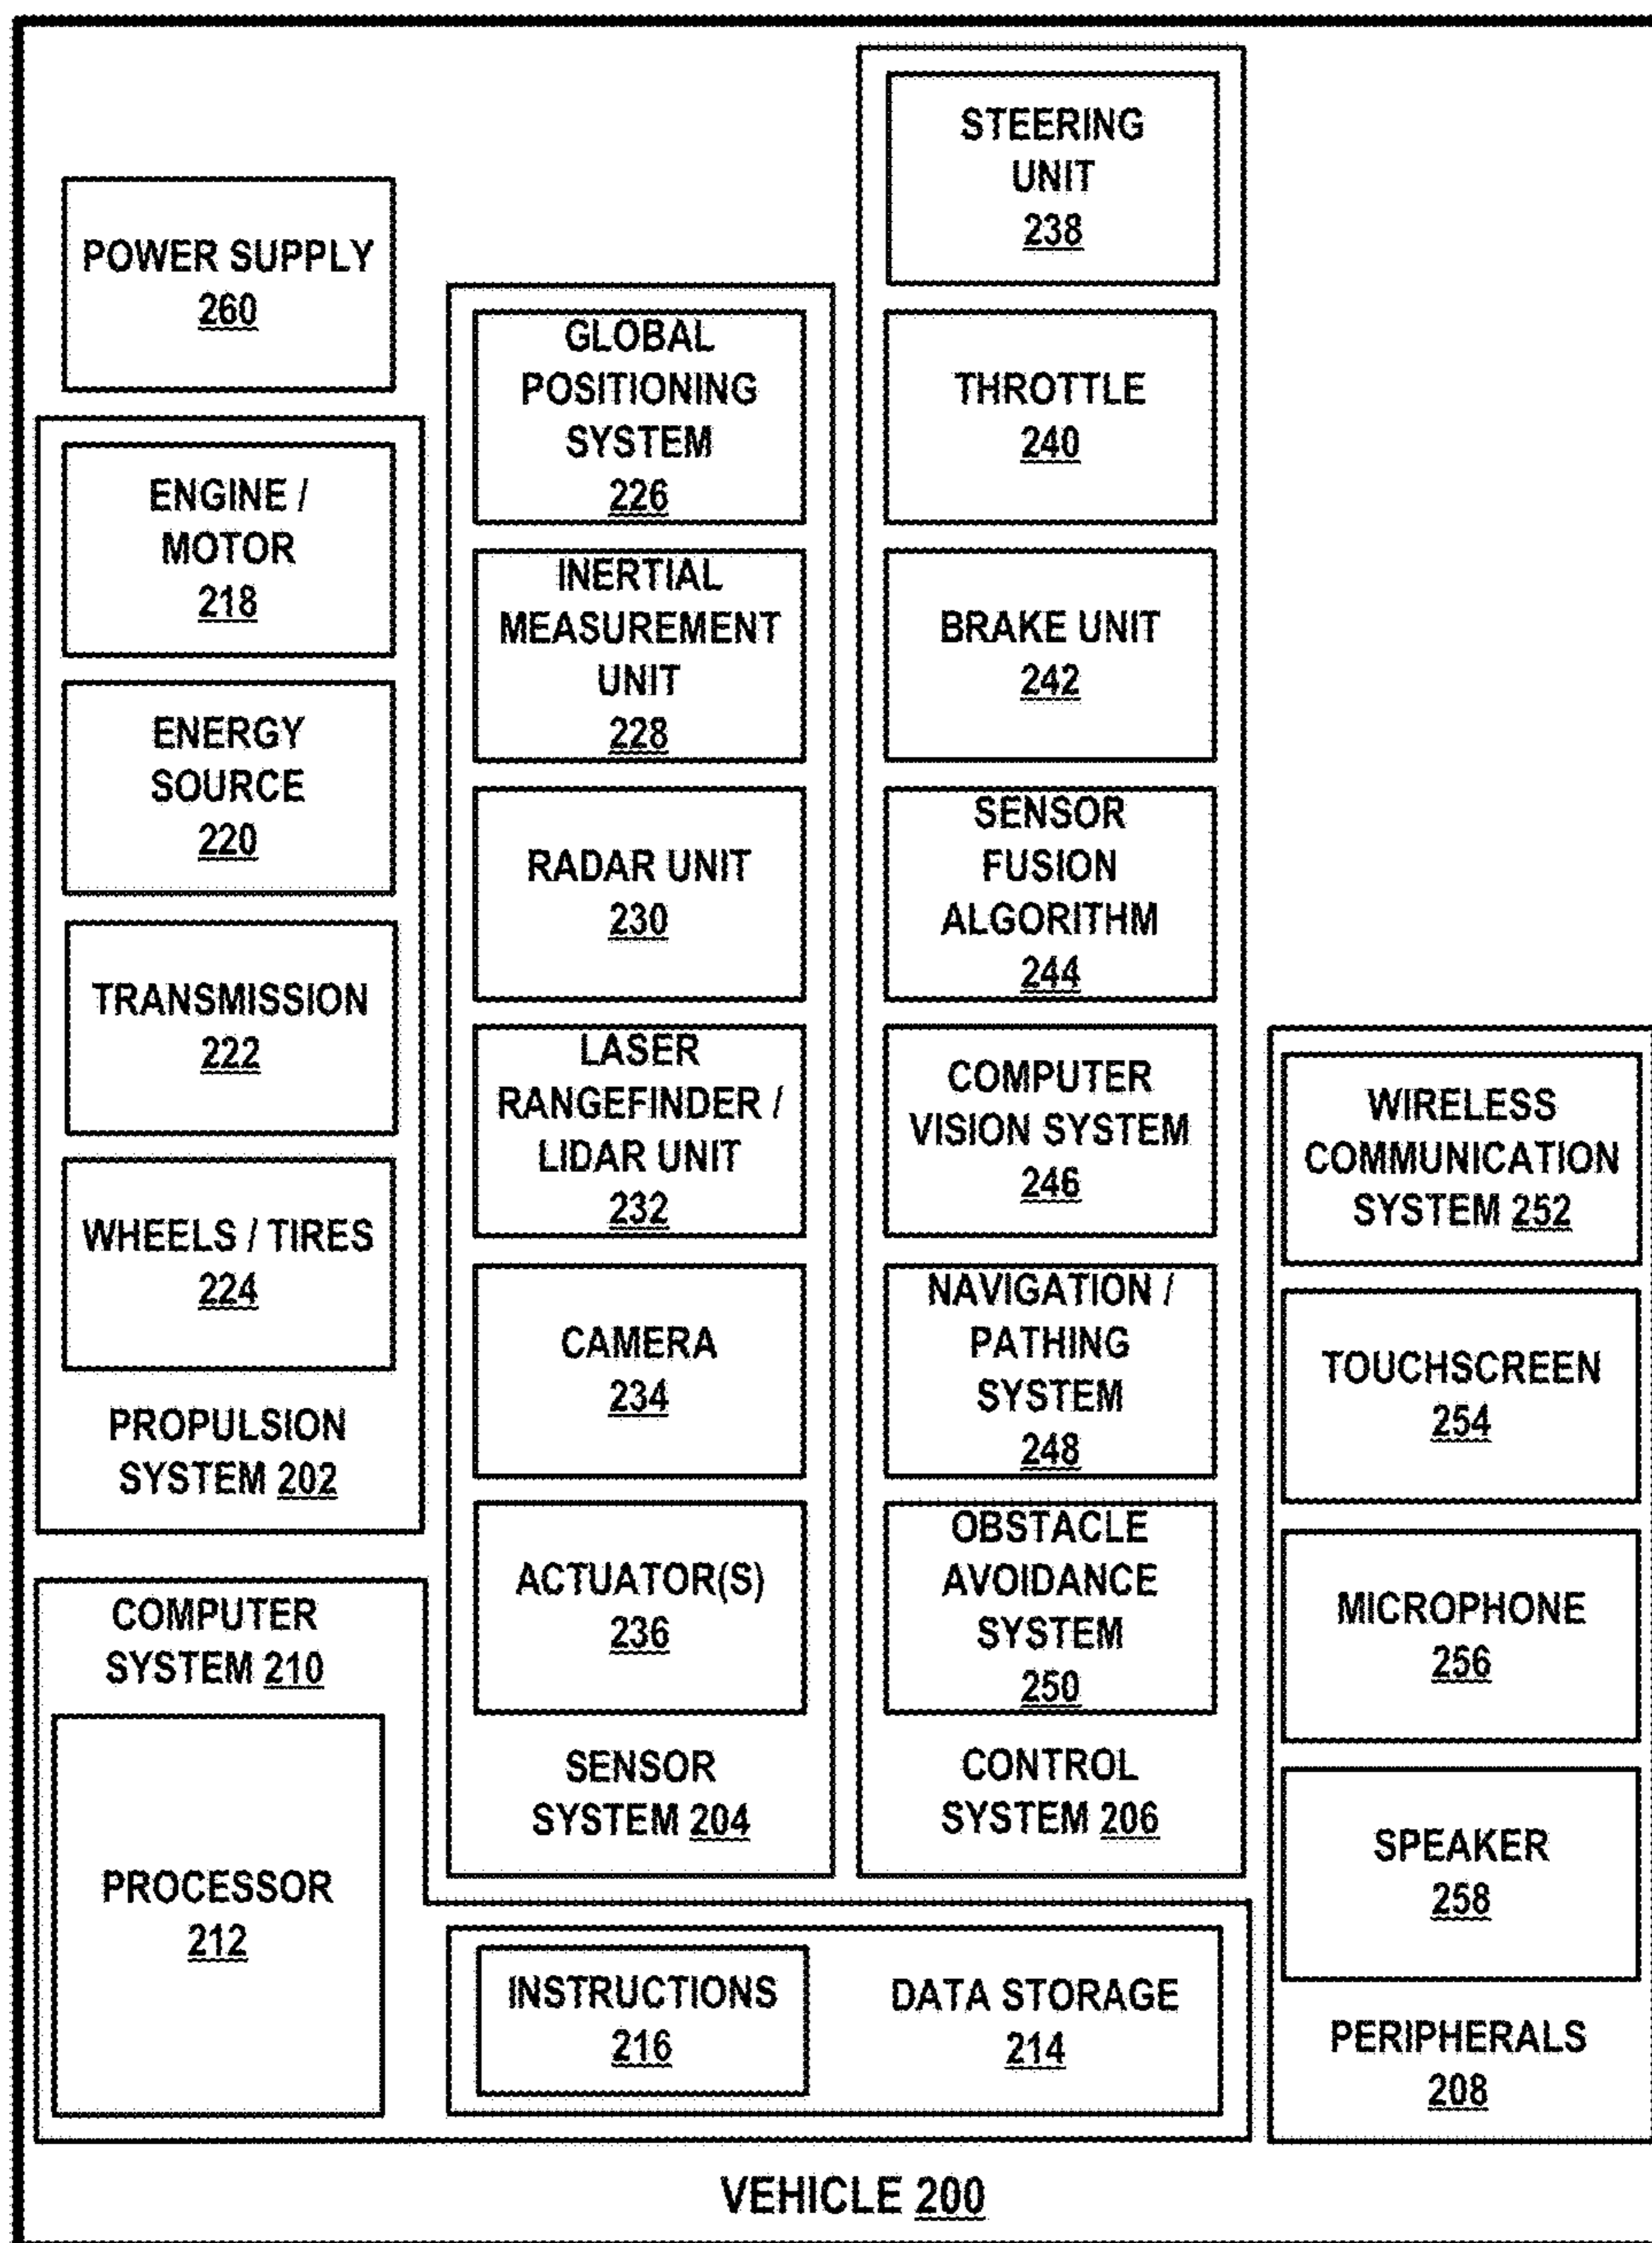 POWER SUPPLY
260
ENGINE /
MOTOR
218
ENERGY
SOURCE
220
TRANSMISSION
222
WHEELS / TIRES
224
PROPULSION
SYSTEM 202
COMPUTER
SYSTEM 210
PROCESSOR
212
GLOBAL
POSITIONING
SYSTEM
226
INERTIAL
MEASUREMENT
UNIT
228
RADAR UNIT
230
LASER
RANGEFINDER /
LIDAR UNIT
232
CAMERA
234
ACTUATOR(S)
236
SENSOR
SYSTEM 204
STEERING
UNIT
238
THROTTLE
240
BRAKE UNIT
242
SENSOR
FUSION
ALGORITHM
244
COMPUTER
VISION SYSTEM
246
NAVIGATION /
PATHING
SYSTEM
248
OBSTACLE
AVOIDANCE
SYSTEM
250
CONTROL
SYSTEM 206
INSTRUCTIONS
216
DATA STORAGE
214
WIRELESS
COMMUNICATION
SYSTEM 252
TOUCHSCREEN
254
MICROPHONE
256
SPEAKER
258
PERIPHERALS
208
VEHICLE 200